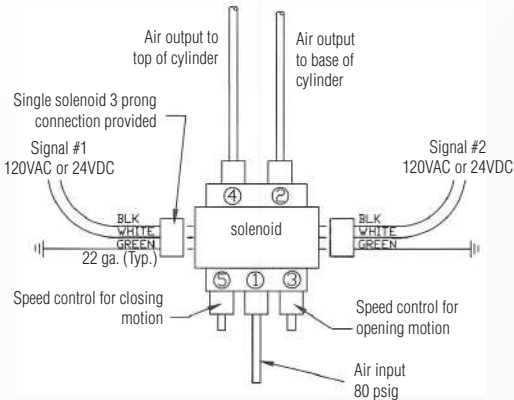 Air output to
top of cylinder
Air output
to base of
cylinder
Single solenoid 3 prong
connection provided
Signal #1
120VAC or 24VDC
Signal #2
120VAC or 24VDC
④
②
BLK
WHITE
GREEN
22 ga. (Typ.)
solenoid
BLK
WHITE
GREEN
⑤
①
③
Speed control for closing
motion
Speed control for
opening motion
Air input
80 psig